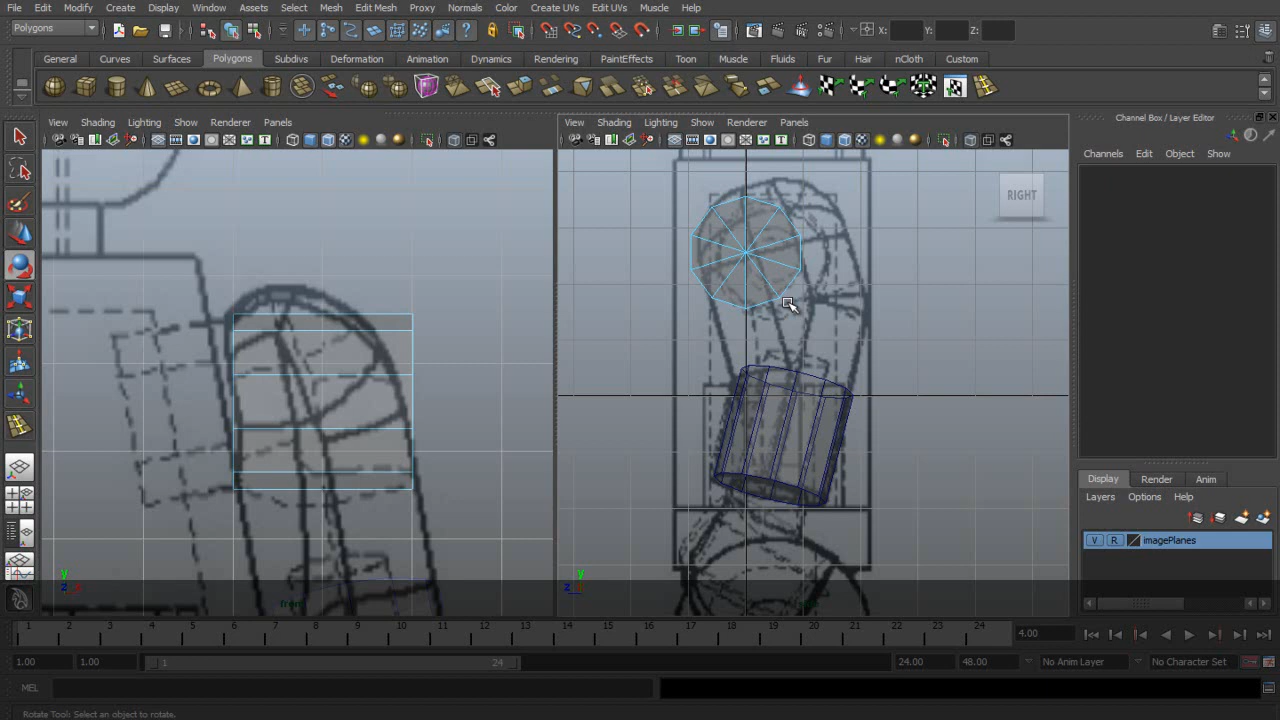 File Edit Modify Create Display Window Assets Select Mesh Edit Mesh Proxy Normals Color Create UVs Edit UVs Muscle Help
Polygons X: Y: Z:
General Curves Surfaces Polygons Subdivs Deformation Animation Dynamics Rendering PaintEffects Toon Muscle Fluids Fur Hair nCloth Custom
View Shading Lighting Show Renderer Panels View Shading Lighting Show Renderer Panels Channel Box / Layer Editor
Channels Edit Object Show
RIGHT
Display Render Anim
Layers Options Help
V R imagePlanes
y z x
y z
1 2 3 4 5 6 7 8 9 10 11 12 13 14 15 16 17 18 19 20 21 22 23 24 4.00
1.00 1.00 1 24 24.00 48.00 No Anim Layer No Character Set
MEL
Rotate Tool: Select an object to rotate.